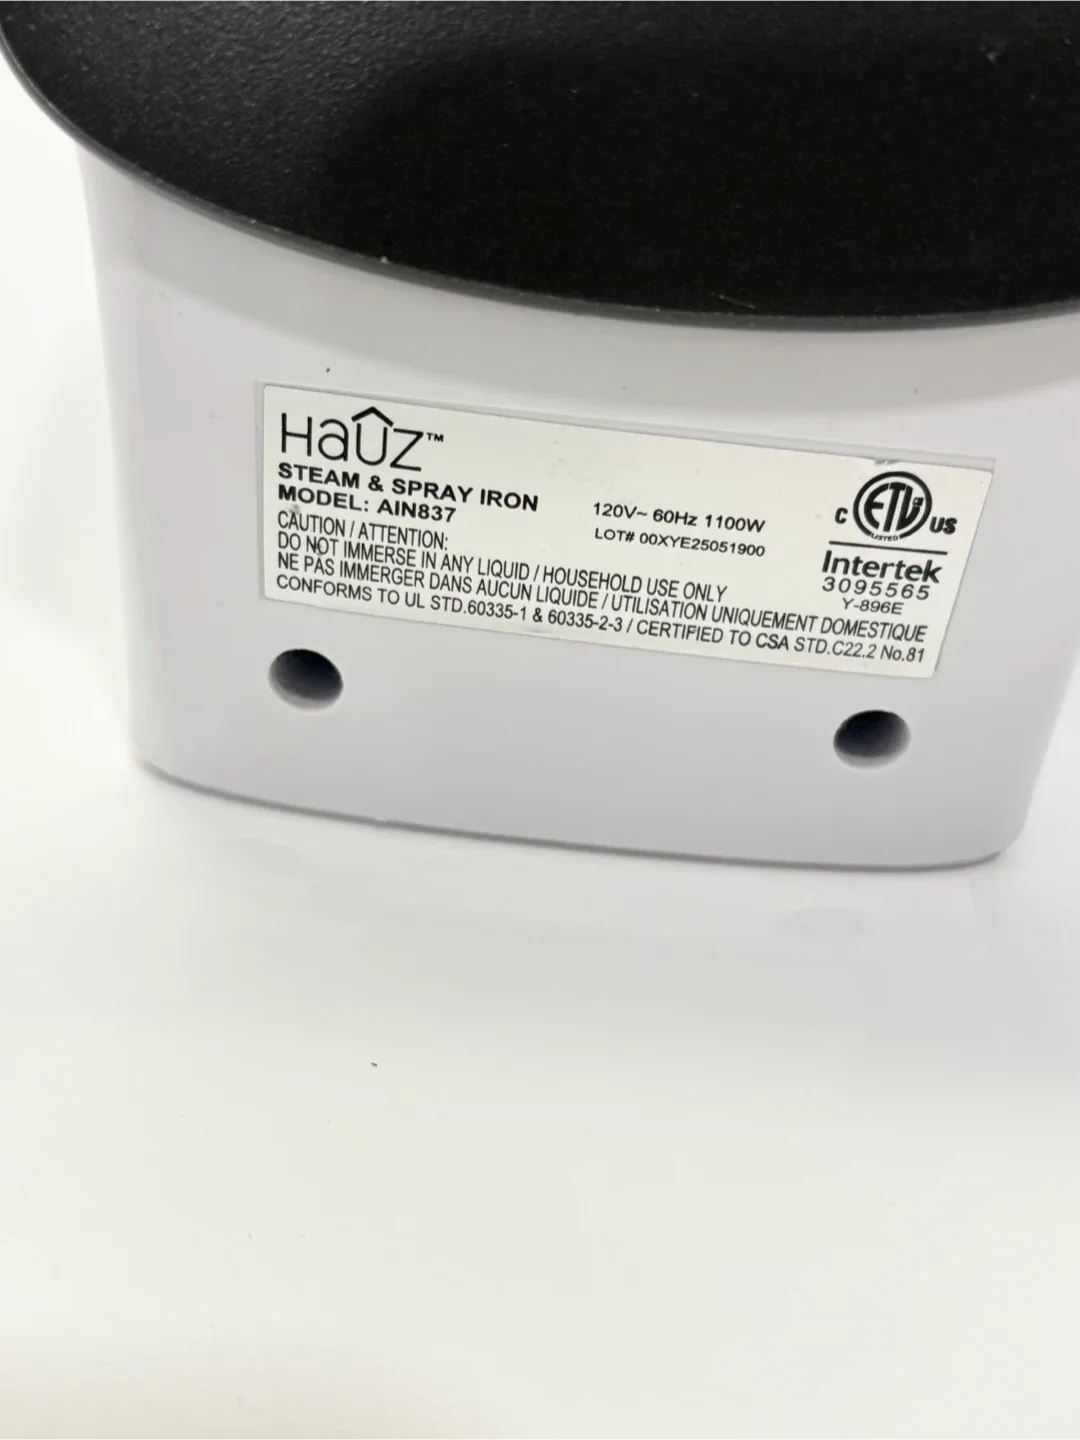 HaûZ™
STEAM & SPRAY IRON
MODEL: AIN837
120V~ 60Hz 1100W
LOT# 00XYE25051900
CAUTION / ATTENTION:
DO NOT IMMERSE IN ANY LIQUID / HOUSEHOLD USE ONLY
NE PAS IMMERGER DANS AUCUN LIQUIDE / UTILISATION UNIQUEMENT DOMESTIQUE
CONFORMS TO UL STD.60335-1 & 60335-2-3 / CERTIFIED TO CSA STD.C22.2 No.81
C ETL US
LISTED
Intertek
3095565
Y-896E